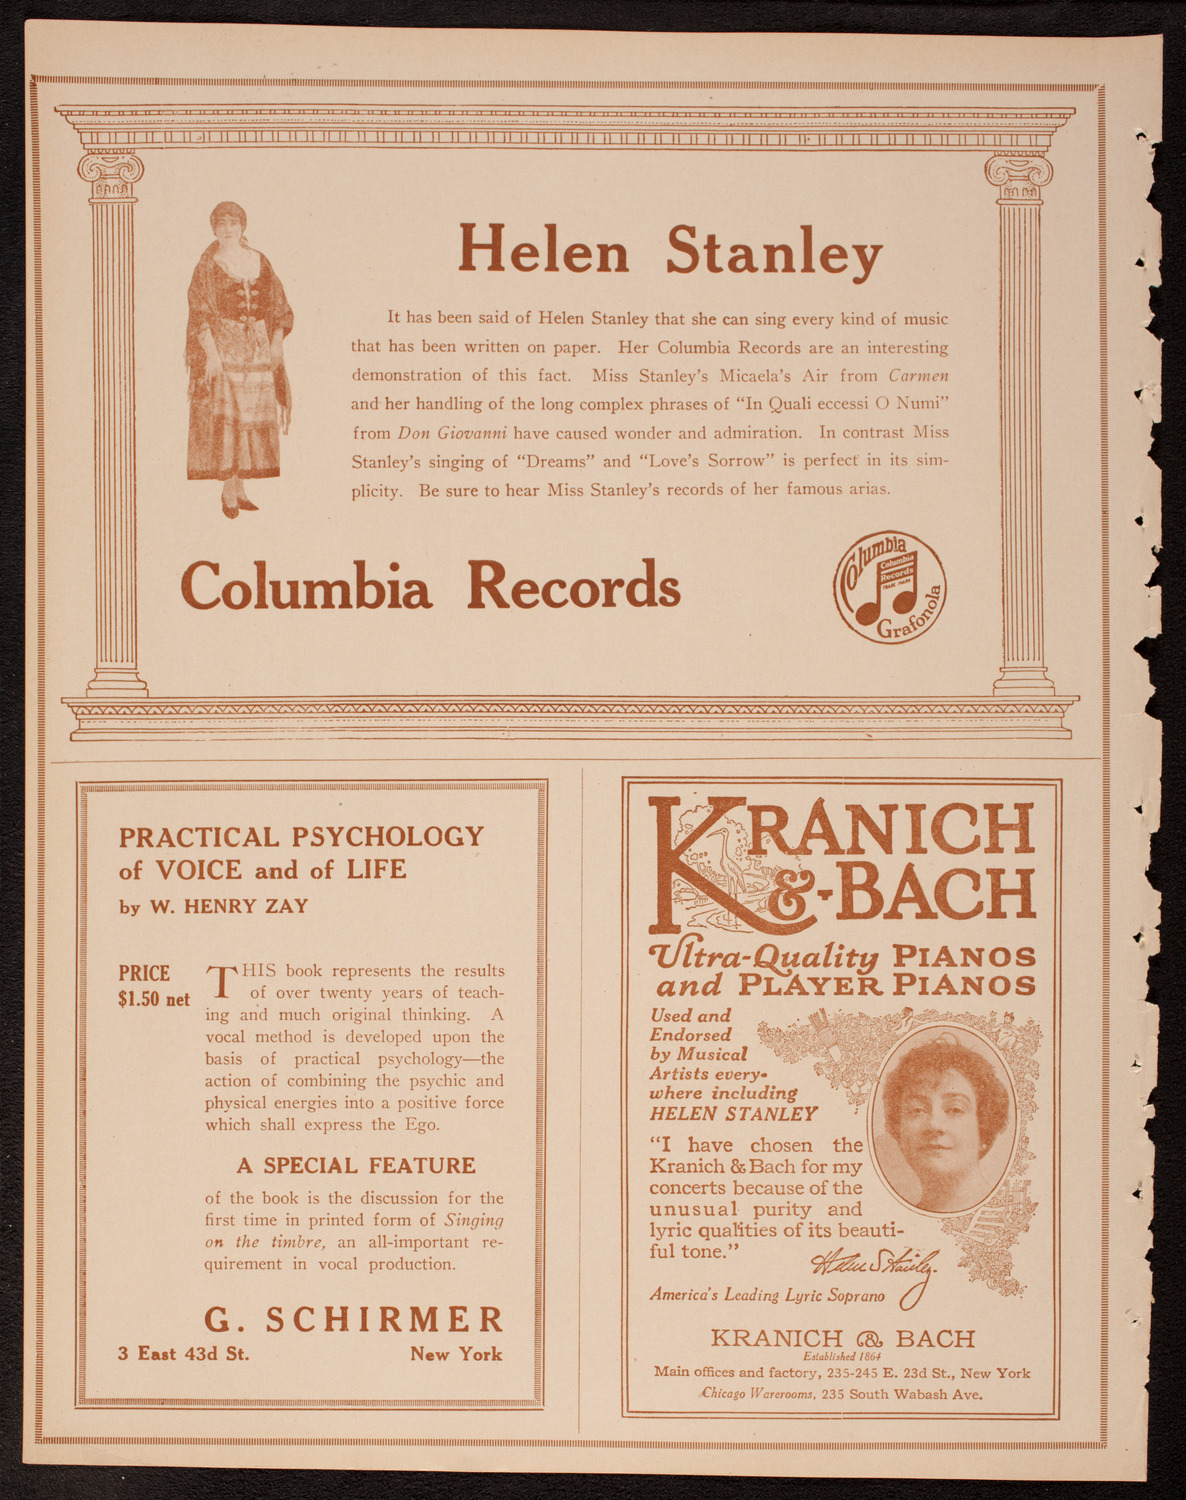 Helen Stanley
It has been said of Helen Stanley that she can sing every kind of music
that has been written on paper. Her Columbia Records are an interesting
demonstration of this fact. Miss Stanley's Micaela's Air from Carmen
and her handling of the long complex phrases of "In Quali eccessi O Numi"
from Don Giovanni have caused wonder and admiration. In contrast Miss
Stanley's singing of "Dreams" and "Love's Sorrow" is perfect in its sim-
plicity. Be sure to hear Miss Stanley's records of her famous arias.
Columbia Records
Columbia
Columbia
Records
TRADE MARK
Grafonola
PRACTICAL PSYCHOLOGY
of VOICE and of LIFE
by W. HENRY ZAY
PRICE
$1.50 net
THIS book represents the results
of over twenty years of teach-
ing and much original thinking. A
vocal method is developed upon the
basis of practical psychology—the
action of combining the psychic and
physical energies into a positive force
which shall express the Ego.
A SPECIAL FEATURE
of the book is the discussion for the
first time in printed form of Singing
on the timbre, an all-important re-
quirement in vocal production.
G. SCHIRMER
3 East 43d St. New York
KRANICH
&-BACH
Ultra-Quality PIANOS
and PLAYER PIANOS
Used and
Endorsed
by Musical
Artists every-
where including
HELEN STANLEY
"I have chosen the
Kranich & Bach for my
concerts because of the
unusual purity and
lyric qualities of its beauti-
ful tone."
Helen Stanley.
America's Leading Lyric Soprano
KRANICH & BACH
Established 1864
Main offices and factory, 235-245 E. 23d St., New York
Chicago Warerooms, 235 South Wabash Ave.